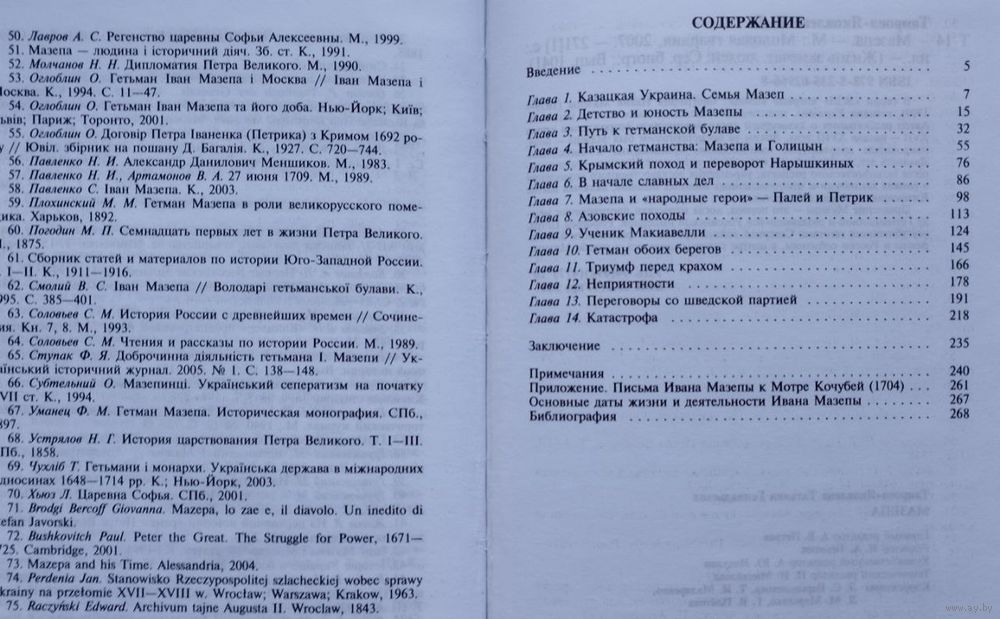 50. Лавров А. С. Регенство царевны Софьи Алексеевны. М., 1999.
51. Мазепа — людина і історичний діяч. Зб. ст. К., 1991.
52. Молчанов Н. Н. Дипломатия Петра Великого. М., 1990.
53. Оглоблин О. Гетьман Іван Мазепа і Москва // Іван Мазепа і
Москва. К., 1994. С. 11—47.
54. Оглоблин О. Гетьман Іван Мазепа та його доба. Нью-Йорк; Київ;
ьвів; Париж; Торонто, 2001.
55. Оглоблин О. Договір Петра Іваненка (Петрика) з Кримом 1692 ро-
у // Ювіл. збірник на пошану Д. Багалія. К., 1927. С. 720—744.
56. Павленко Н. И. Александр Данилович Меншиков. М., 1983.
57. Павленко Н. И., Артамонов В. А. 27 июня 1709. М., 1989.
58. Павленко С. Іван Мазепа. К., 2003.
59. Плохинский М. М. Гетман Мазепа в роли великорусского поме-
щика. Харьков, 1892.
60. Погодин М. П. Семнадцать первых лет в жизни Петра Великого.
., 1875.
61. Сборник статей и материалов по истории Юго-Западной России.
. I—II. К., 1911—1916.
62. Смолий В. С. Іван Мазепа // Володарі гетьманської булави. К.,
995. С. 385—401.
63. Соловьев С. М. История России с древнейших времен // Сочине-
ния. Кн. 7, 8. М., 1993.
64. Соловьев С. М. Чтения и рассказы по истории России. М., 1989.
65. Ступак Ф. Я. Доброчинна діяльність гетьмана І. Мазепи // Ук-
аїнський історичний журнал. 2005. № 1. С. 138—148.
66. Субтельний О. Мазепинці. Український сеператизм на початку
VII ст. К., 1994.
67. Уманец Ф. М. Гетман Мазепа. Историческая монография. СПб.,
897.
68. Устрялов Н. Г. История царствования Петра Великого. Т. I—III.
Пб., 1858.
69. Чухліб Т. Гетьмани і монархи. Українська держава в міжнародних
дносинах 1648—1714 рр. К.; Нью-Йорк, 2003.
70. Хьюз Л. Царевна Софья. СПб., 2001.
71. Brodgi Bercoff Giovanna. Mazepa, lo zae e, il diavolo. Un inedito di
tefan Javorski.
72. Bushkovitch Paul. Peter the Great. The Struggle for Power, 1671—
725. Cambridge, 2001.
73. Mazepa and his Time. Alessandria, 2004.
74. Perdenia Jan. Stanowisko Rzeczypospolitej szlacheckiej wobec sprawy
krainy na przełomie XVII—XVIII w. Wrocław; Warszawa; Krakow, 1963.
75. Raczyński Edward. Archivum tajne Augusta II. Wroclaw, 1843.
СОДЕРЖАНИЕ
Введение 5
Глава 1. Казацкая Украина. Семья Мазеп 7
Глава 2. Детство и юность Мазепы 15
Глава 3. Путь к гетманской булаве 32
Глава 4. Начало гетманства: Мазепа и Голицын 55
Глава 5. Крымский поход и переворот Нарышкиных 76
Глава 6. В начале славных дел 86
Глава 7. Мазепа и «народные герои» — Палей и Петрик 98
Глава 8. Азовские походы 113
Глава 9. Ученик Макиавелли 124
Глава 10. Гетман обоих берегов 145
Глава 11. Триумф перед крахом 166
Глава 12. Неприятности 178
Глава 13. Переговоры со шведской партией 191
Глава 14. Катастрофа 218
Заключение 235
Примечания 240
Приложение. Письма Ивана Мазепы к Мотре Кочубей (1704) 261
Основные даты жизни и деятельности Ивана Мазепы 267
Библиография 268
www.ay.by